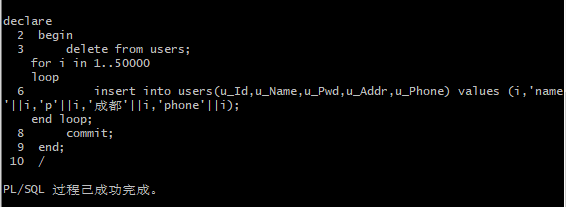 declare
  2  begin
  3      delete from users;
    for i in 1..50000
    loop
  6          insert into users(u_Id,u_Name,u_Pwd,u_Addr,u_Phone) values (i,'name
'||i,'p'||i,'成都'||i,'phone'||i);
    end loop;
  8      commit;
  9  end;
 10  /
PL/SQL 过程已成功完成。